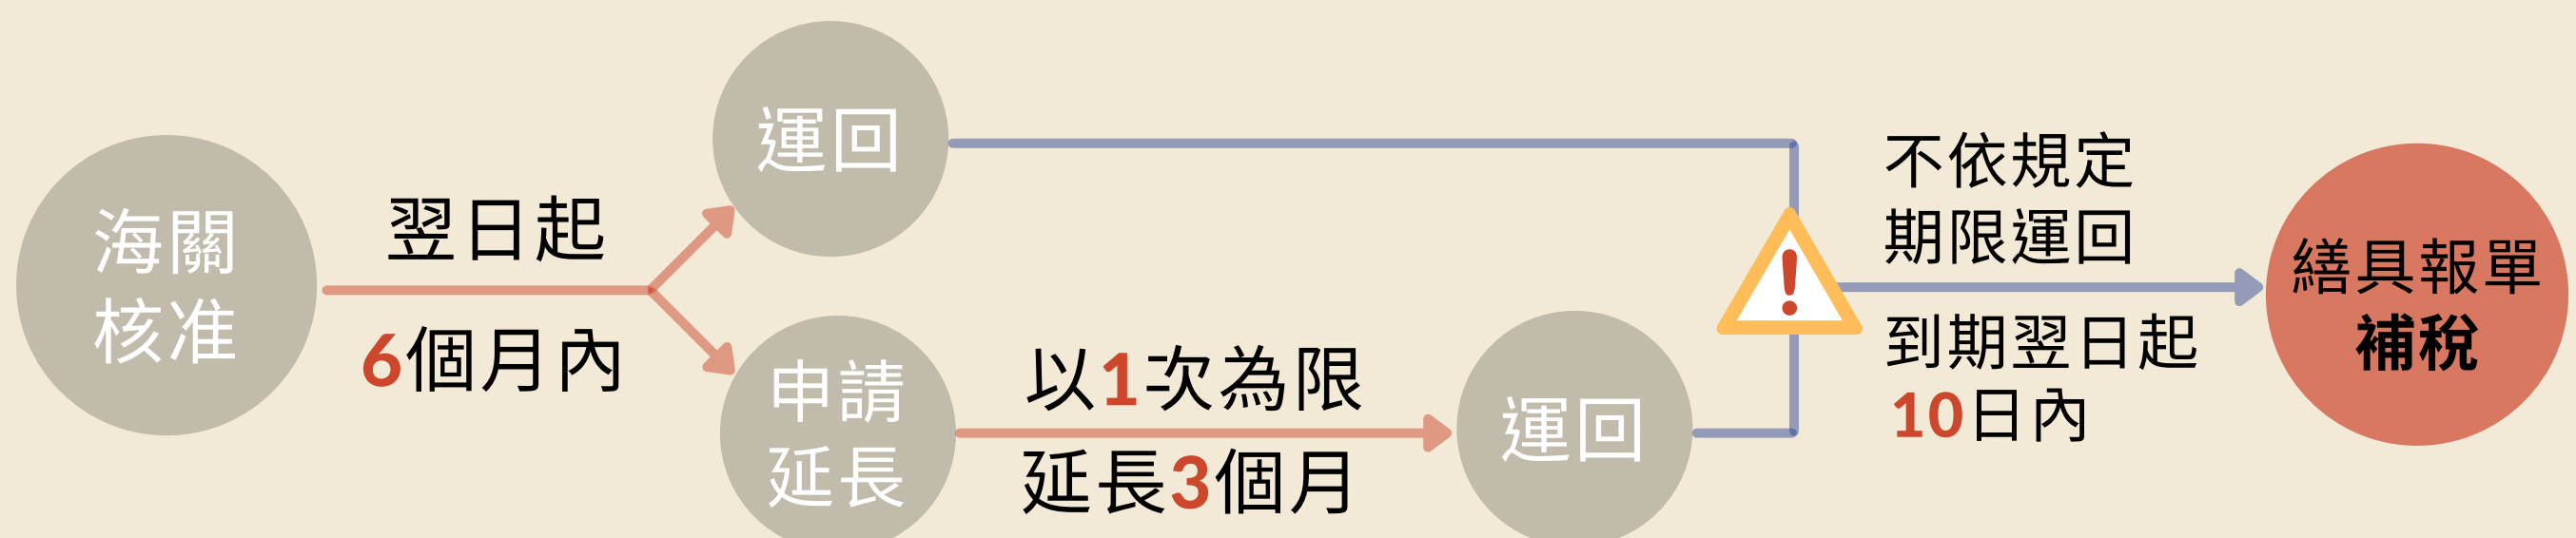 海關
核准
翌日起
6個月內
運回
申請
延長
以1次為限
延長3個月
運回
不依規定
期限運回
到期翌日起
10日內
繕具報單
補稅